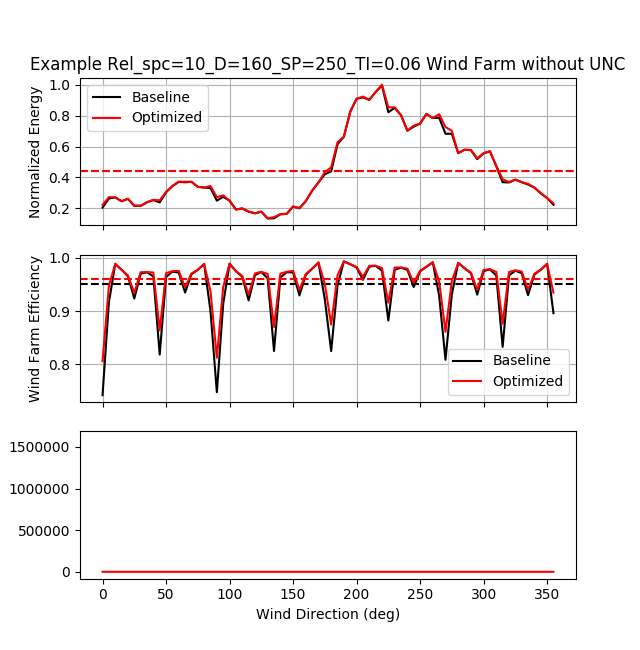 Example Rel_spc=10_D=160_SP=250_TI=0.06 Wind Farm without UNC
Normalized Energy
1.0
0.8
0.6
0.4
0.2
Baseline
Optimized
Wind Farm Efficiency
1.0
0.9
0.8
Baseline
Optimized
1500000
1000000
500000
0
0 50 100 150 200 250 300 350
Wind Direction (deg)